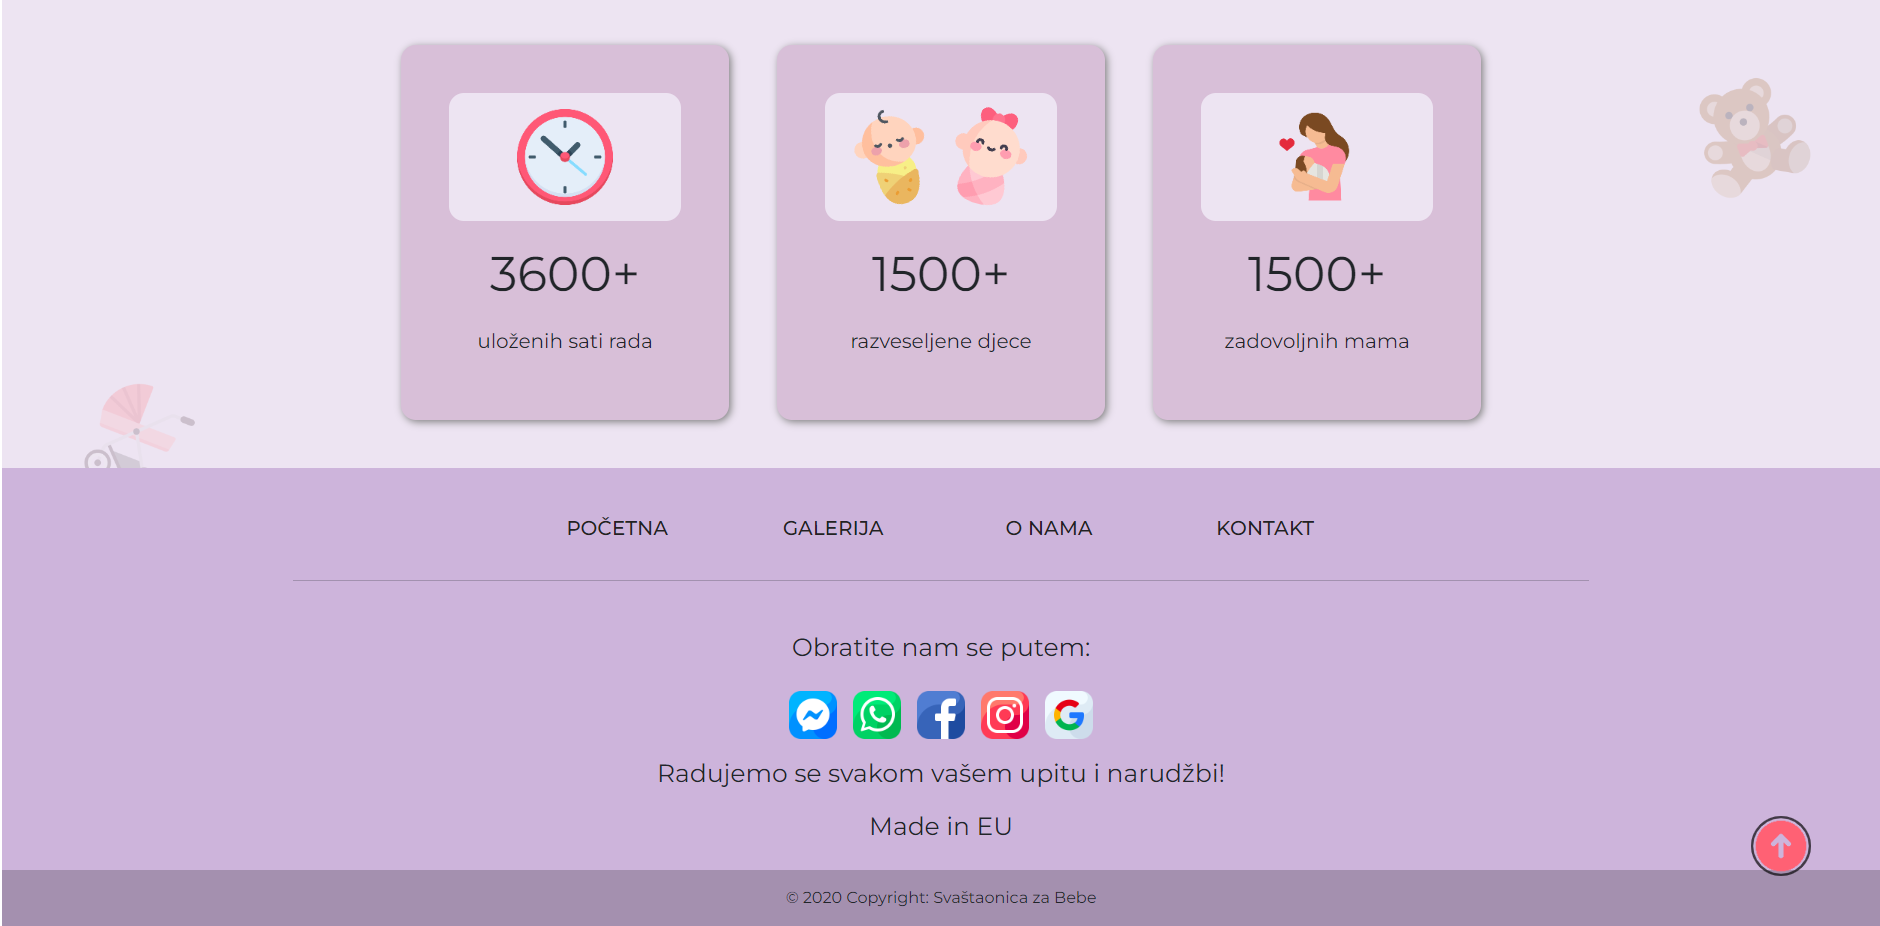 3600+
uloženih sati rada
1500+
razveseljene djece
1500+
zadovoljnih mama
POČETNA GALERIJA O NAMA KONTAKT
Obratite nam se putem:
Radujemo se svakom vašem upitu i narudžbi!
Made in EU
© 2020 Copyright: Svaštaonica za Bebe